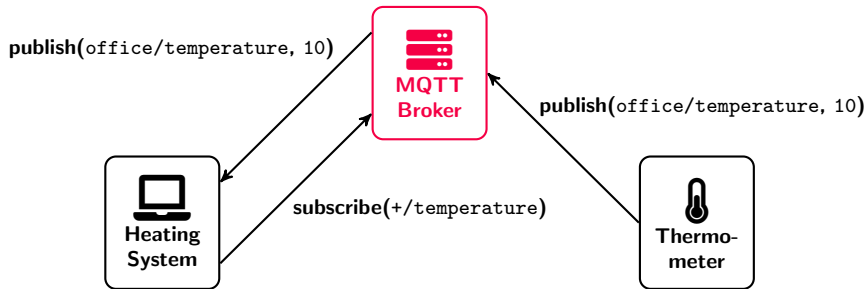 publish(office/temperature, 10)
MQTT
Broker
publish(office/temperature, 10)
subscribe(+/temperature)
Heating
System
Thermo-
meter